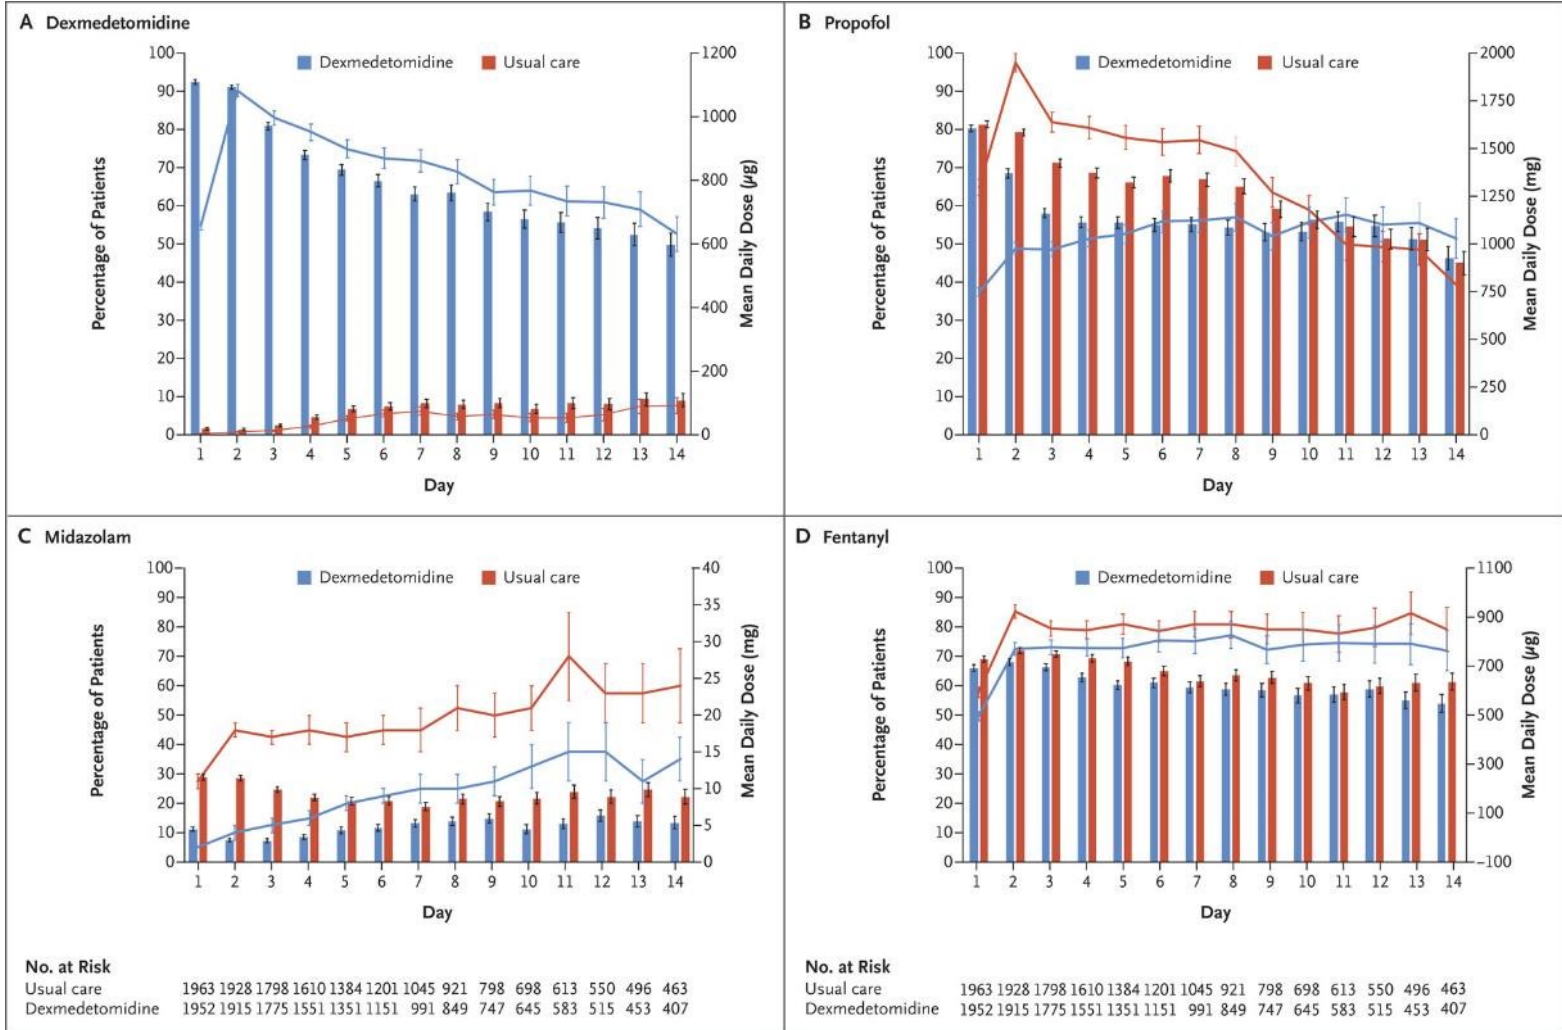 A Dexmedetomidine
Dexmedetomidine
Usual care
100
90
80
70
60
50
40
30
20
10
0
Percentage of Patients
1200
1000
800
600
400
200
0
Mean Daily Dose (µg)
1 2 3 4 5 6 7 8 9 10 11 12 13 14
Day
B Propofol
Dexmedetomidine
Usual care
100
90
80
70
60
50
40
30
20
10
0
Percentage of Patients
2000
1750
1500
1250
1000
750
500
250
0
Mean Daily Dose (mg)
1 2 3 4 5 6 7 8 9 10 11 12 13 14
Day
C Midazolam
Dexmedetomidine
Usual care
100
90
80
70
60
50
40
30
20
10
0
Percentage of Patients
40
35
30
25
20
15
10
5
0
Mean Daily Dose (mg)
1 2 3 4 5 6 7 8 9 10 11 12 13 14
Day
No. at Risk
Usual care 1963 1928 1798 1610 1384 1201 1045 921 798 698 613 550 496 463
Dexmedetomidine 1952 1915 1775 1551 1351 1151 991 849 747 645 583 515 453 407
D Fentanyl
Dexmedetomidine
Usual care
100
90
80
70
60
50
40
30
20
10
0
Percentage of Patients
1100
900
700
500
300
100
−100
Mean Daily Dose (µg)
1 2 3 4 5 6 7 8 9 10 11 12 13 14
Day
No. at Risk
Usual care 1963 1928 1798 1610 1384 1201 1045 921 798 698 613 550 496 463
Dexmedetomidine 1952 1915 1775 1551 1351 1151 991 849 747 645 583 515 453 407